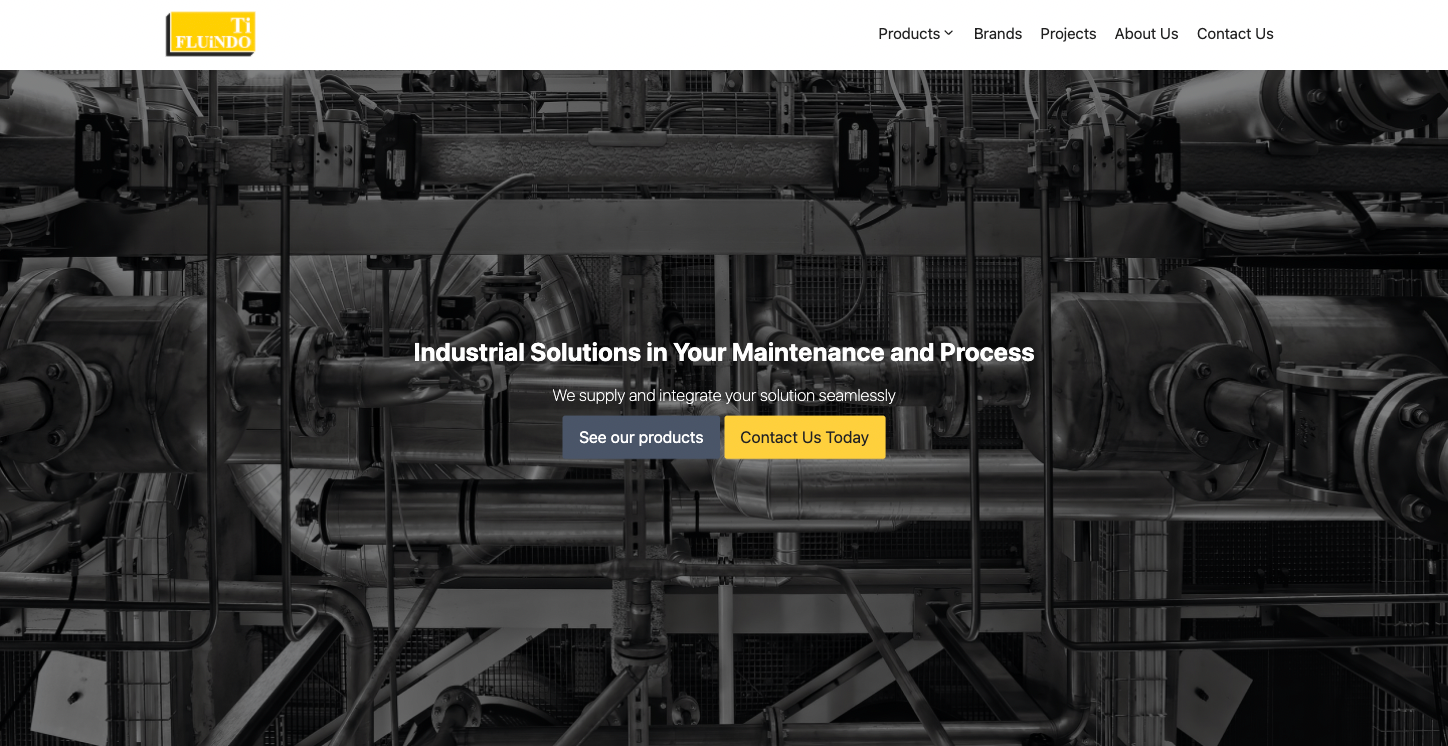 Ti
FLUiNDO
Products Brands Projects About Us Contact Us
Industrial Solutions in Your Maintenance and Process
We supply and integrate your solution seamlessly
See our products Contact Us Today